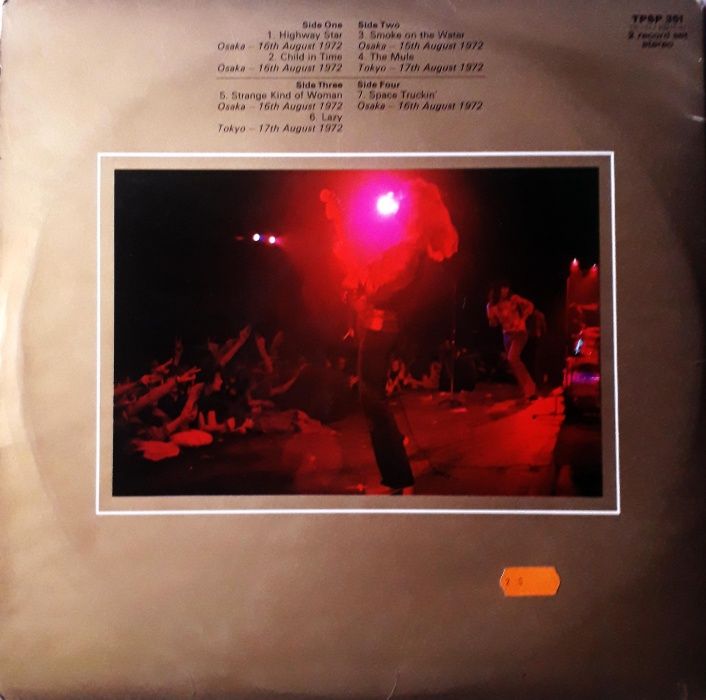 Side One
1. Highway Star
Osaka – 16th August 1972
2. Child in Time
Osaka – 16th August 1972
Side Two
3. Smoke on the Water
Osaka – 15th August 1972
4. The Mule
Tokyo – 17th August 1972
Side Three
5. Strange Kind of Woman
Osaka – 16th August 1972
6. Lazy
Tokyo – 17th August 1972
Side Four
7. Space Truckin'
Osaka – 16th August 1972
TPSP 351
2 record set
stereo